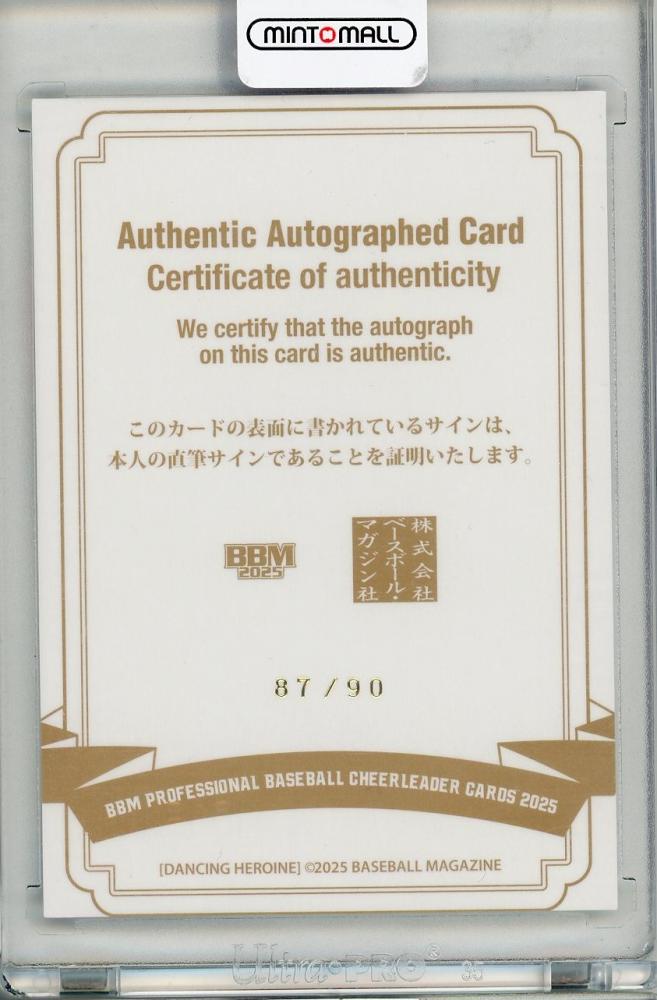 MINTMALL
Authentic Autographed Card
Certificate of authenticity
We certify that the autograph
on this card is authentic.
このカードの表面に書かれているサインは、
本人の直筆サインであることを証明いたします。
BBM
2025
株式会社
ベースボール・
マガジン社
87/90
BBM PROFESSIONAL BASEBALL CHEERLEADER CARDS 2025
[DANCING HEROINE] ©2025 BASEBALL MAGAZINE
Ultra•PRO® 35